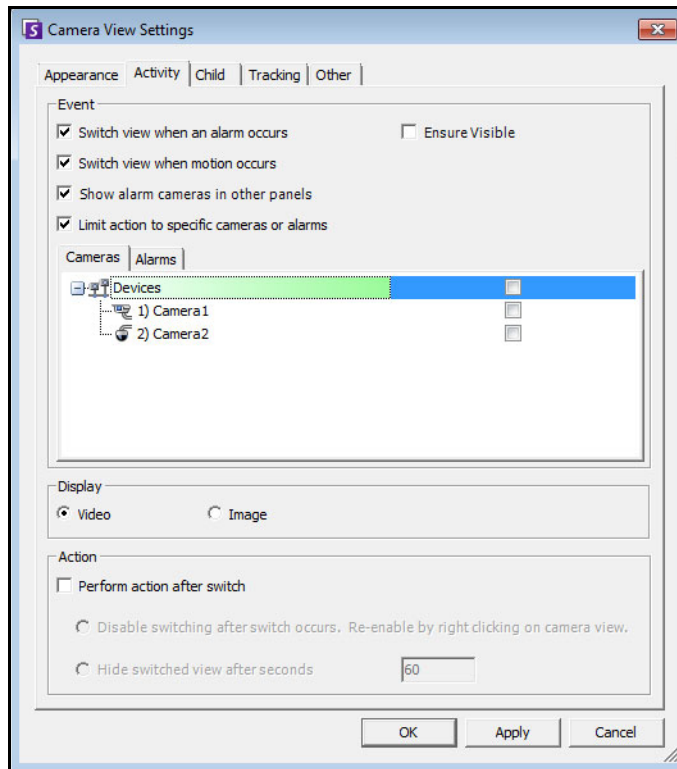 Camera View Settings
Appearance Activity Child Tracking Other
Event
Switch view when an alarm occurs Ensure Visible
Switch view when motion occurs
Show alarm cameras in other panels
Limit action to specific cameras or alarms
Cameras Alarms
Devices
1) Camera1
2) Camera2
Display
Video Image
Action
Perform action after switch
Disable switching after switch occurs. Re-enable by right clicking on camera view.
Hide switched view after seconds 60
OK Apply Cancel